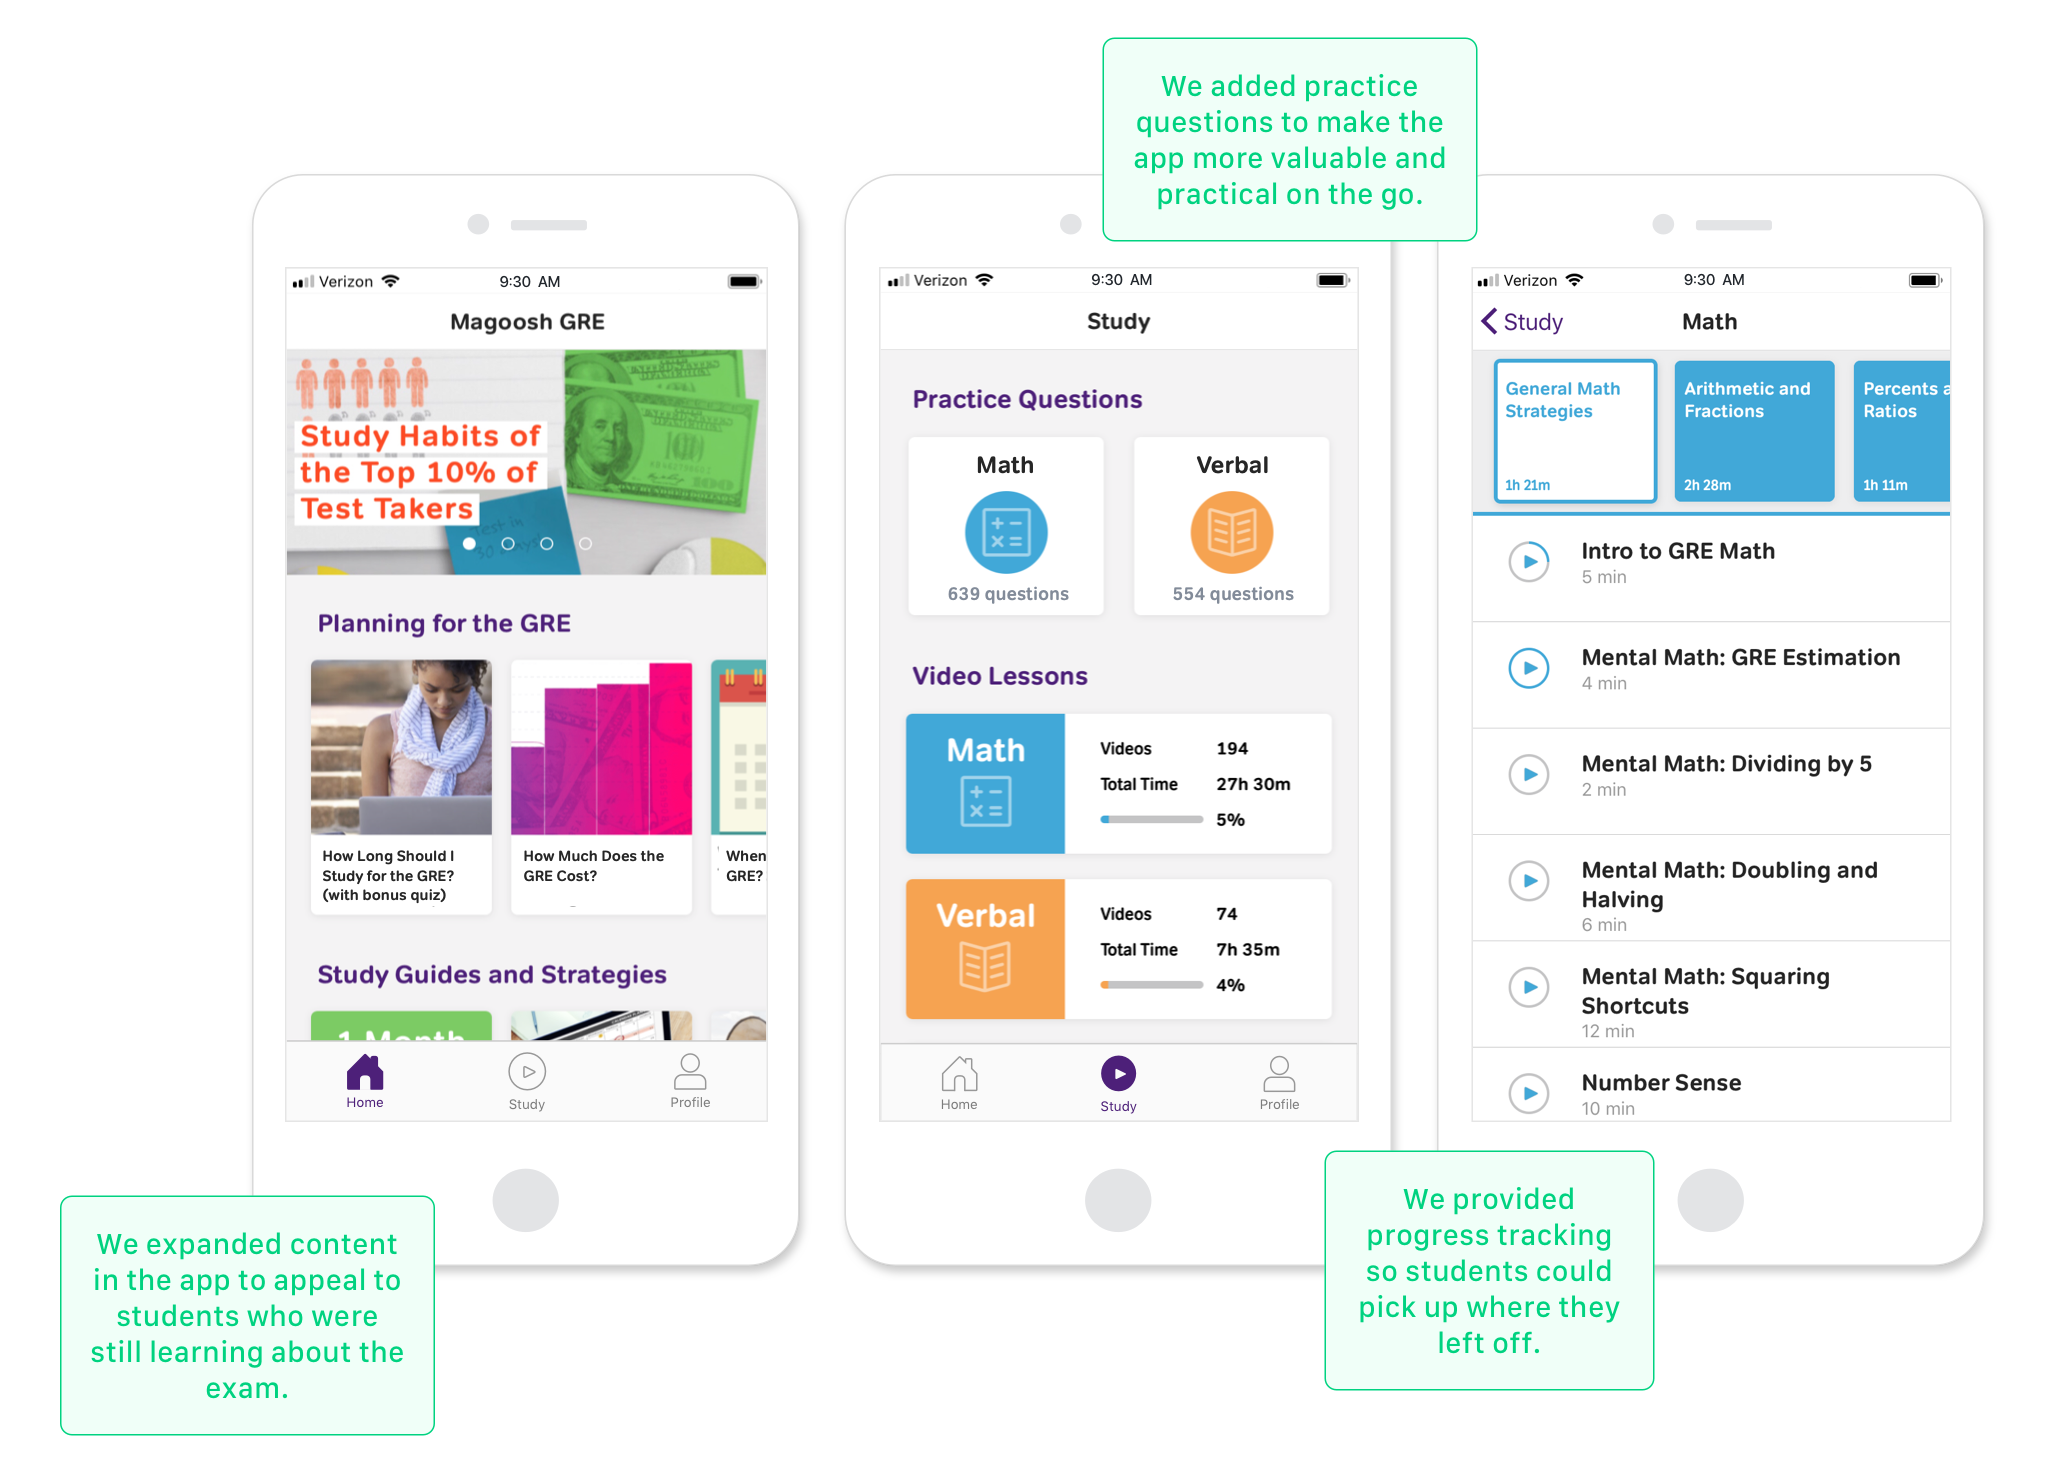 We added practice
questions to make the
app more valuable and
practical on the go.
Verizon 9:30 AM
Magoosh GRE
Study Habits of
the Top 10% of
Test Takers
Test in
30 days
Planning for the GRE
How Long Should I
Study for the GRE?
(with bonus quiz)
How Much Does the
GRE Cost?
When
GRE?
Study Guides and Strategies
1 Month
Home
Study
Profile
Verizon 9:30 AM
Study
Practice Questions
Math
639 questions
Verbal
554 questions
Video Lessons
Math
Videos 194
Total Time 27h 30m
5%
Verbal
Videos 74
Total Time 7h 35m
4%
Home
Study
Profile
Verizon 9:30 AM
Study Math
General Math
Strategies
1h 21m
Arithmetic and
Fractions
2h 28m
Percents a
Ratios
1h 11m
Intro to GRE Math
5 min
Mental Math: GRE Estimation
4 min
Mental Math: Dividing by 5
2 min
Mental Math: Doubling and
Halving
6 min
Mental Math: Squaring
Shortcuts
12 min
Number Sense
10 min
We expanded content
in the app to appeal to
students who were
still learning about the
exam.
We provided
progress tracking
so students could
pick up where they
left off.